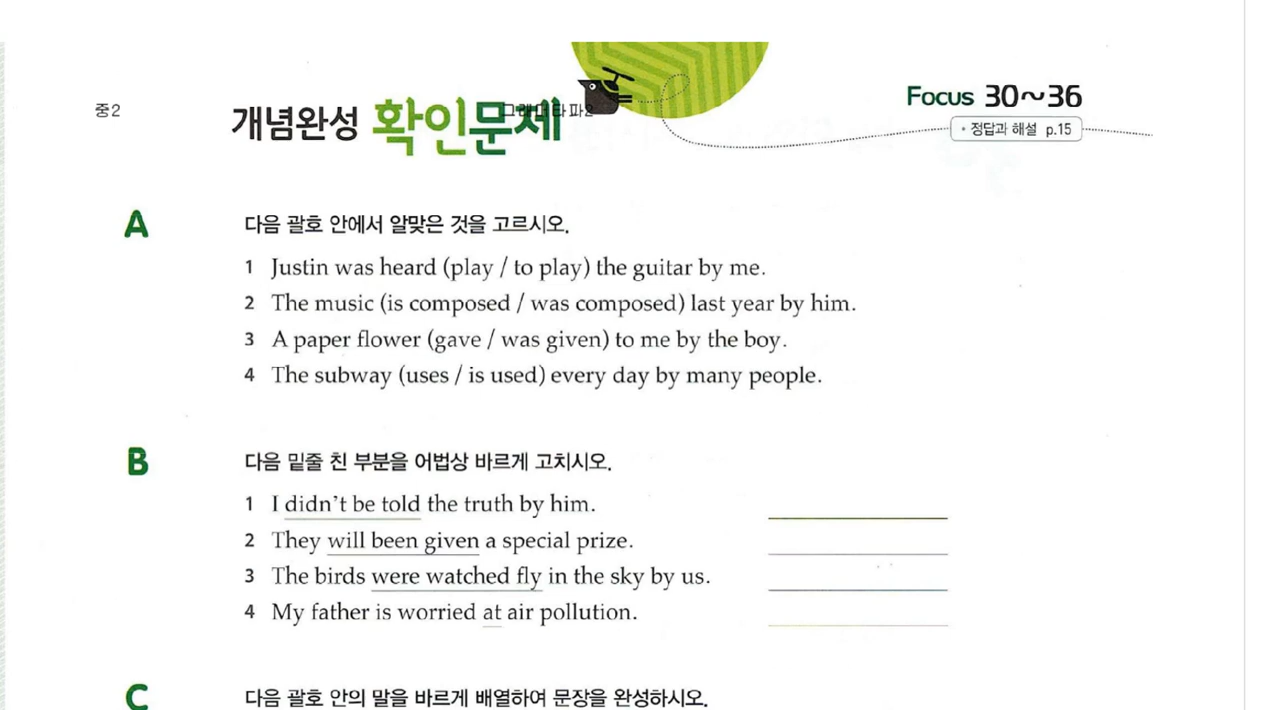 중2
개념완성 확인문제
그래머타파2
Focus 30~36
• 정답과 해설 p.15
A 다음 괄호 안에서 알맞은 것을 고르시오.
1 Justin was heard (play / to play) the guitar by me.
2 The music (is composed / was composed) last year by him.
3 A paper flower (gave / was given) to me by the boy.
4 The subway (uses / is used) every day by many people.
B 다음 밑줄 친 부분을 어법상 바르게 고치시오.
1 I didn't be told the truth by him.
2 They will been given a special prize.
3 The birds were watched fly in the sky by us.
4 My father is worried at air pollution.
C 다음 괄호 안의 말을 바르게 배열하여 문장을 완성하시오.